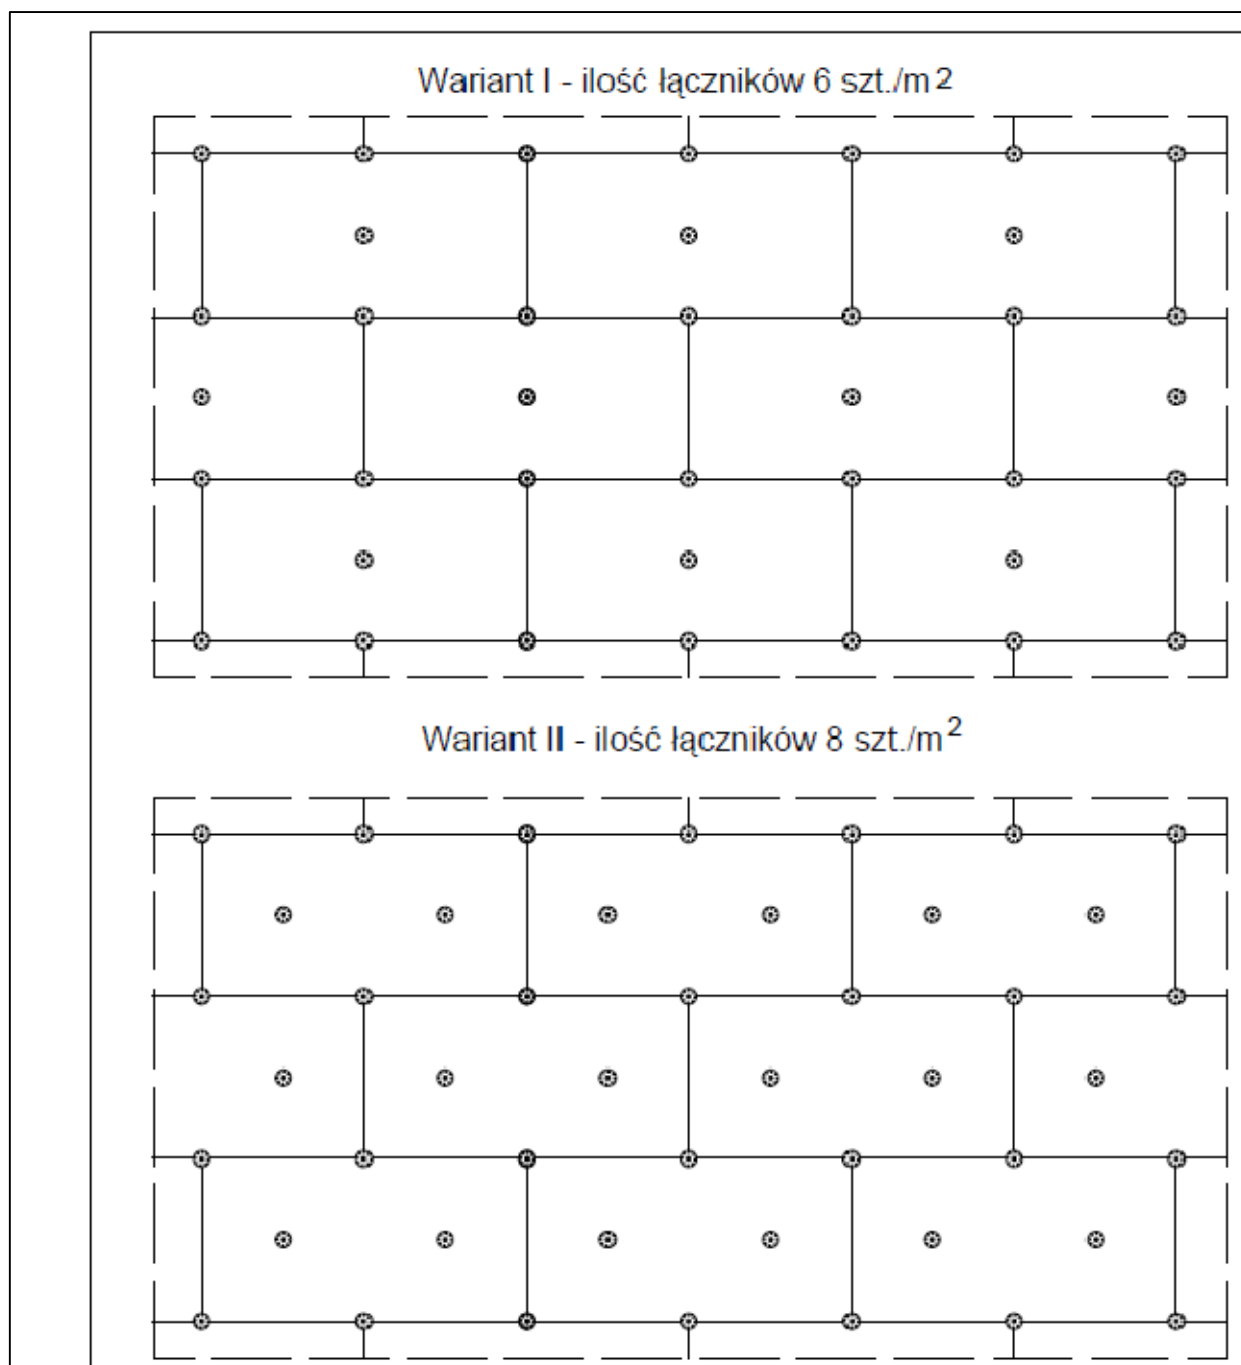 Wariant I - ilość łączników 6 szt./m²
Wariant II - ilość łączników 8 szt./m²